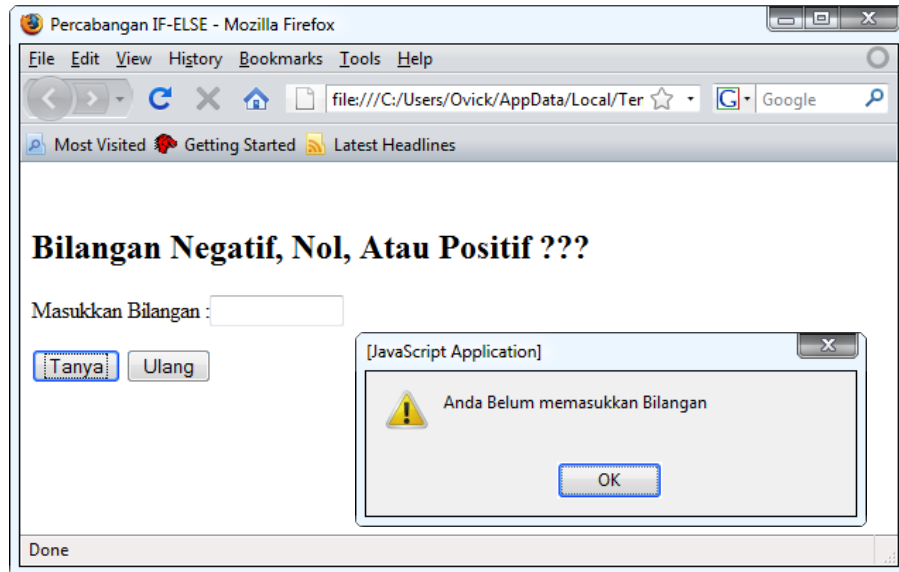 Percabangan IF-ELSE - Mozilla Firefox
File Edit View History Bookmarks Tools Help
file:///C:/Users/Ovick/AppData/Local/Ter G Google
Most Visited Getting Started Latest Headlines
Bilangan Negatif, Nol, Atau Positif ???
Masukkan Bilangan :
Tanya Ulang
[JavaScript Application]
Anda Belum memasukkan Bilangan
OK
Done